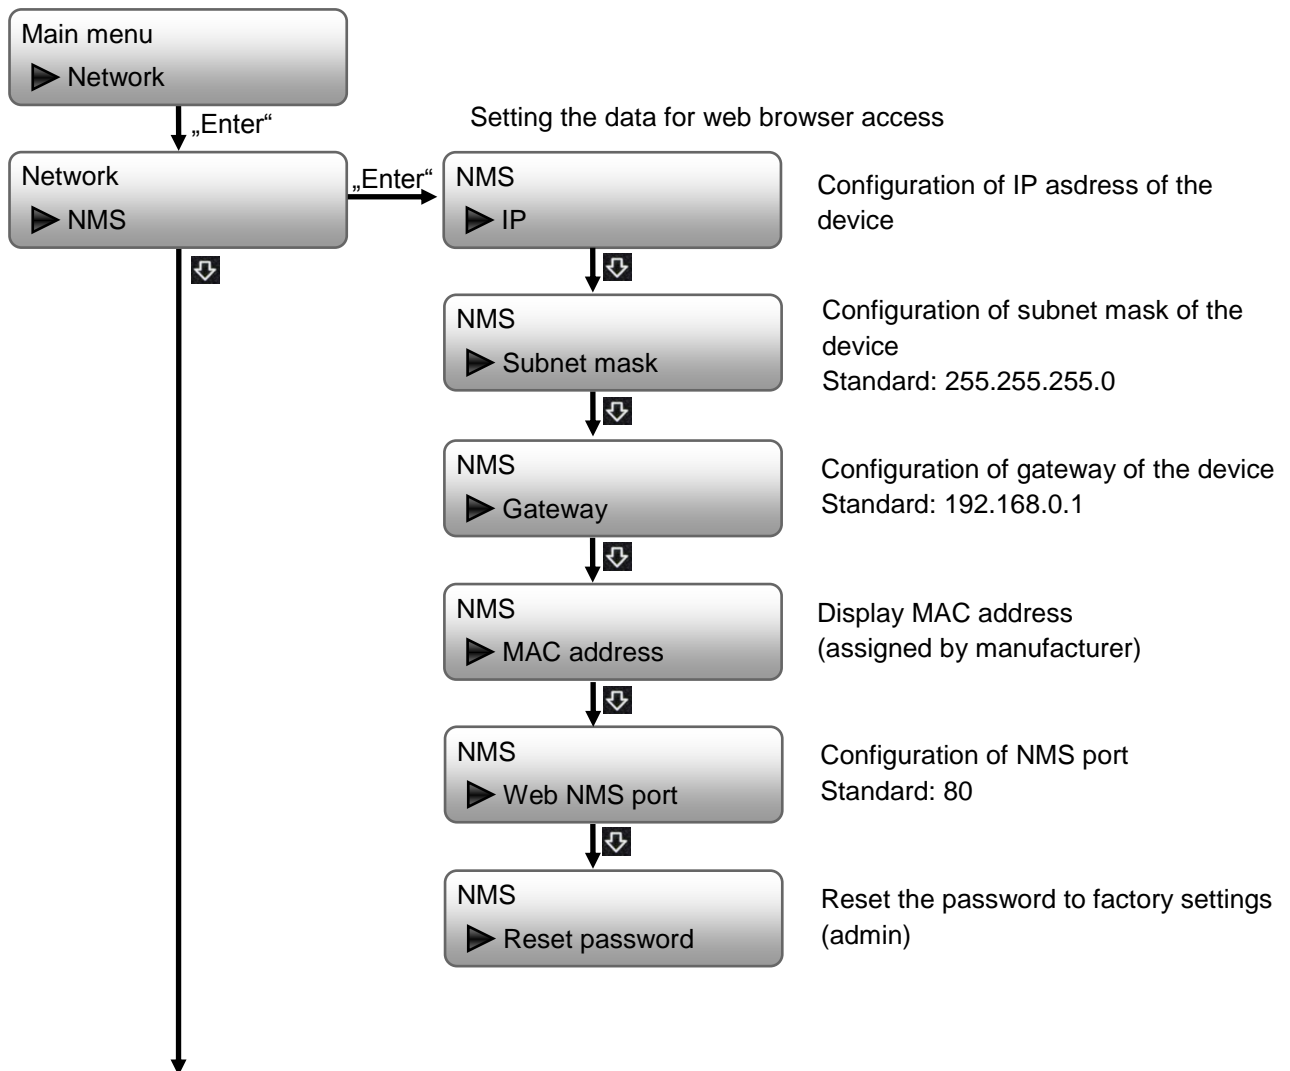 Main menu
Network
„Enter“
Setting the data for web browser access
Network
NMS
„Enter“
NMS
IP
Configuration of IP asdress of the
device
NMS
Subnet mask
Configuration of subnet mask of the
device
Standard: 255.255.255.0
NMS
Gateway
Configuration of gateway of the device
Standard: 192.168.0.1
NMS
MAC address
Display MAC address
(assigned by manufacturer)
NMS
Web NMS port
Configuration of NMS port
Standard: 80
NMS
Reset password
Reset the password to factory settings
(admin)